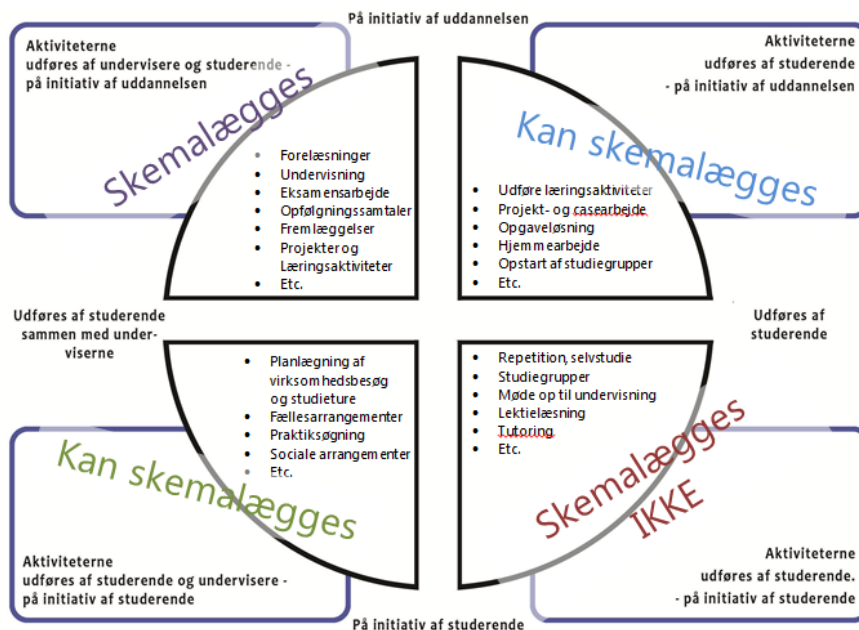 På initiativ af uddannelsen
Aktiviteterne
udføres af undervisere og studerende -
på initiativ af uddannelsen
Skemalægges
Forelæsninger
Undervisning
Eksamensarbejde
Opfølgningssamtaler
Fremlæggelser
Projekter og
Læringsaktiviteter
Etc.
Aktiviteterne
udføres af studerende
- på initiativ af uddannelsen
Kan skemalægges
Udføre læringsaktiviteter
Projekt- og casearbejde
Opgaveløsning
Hjemmearbejde
Opstart af studiegrupper
Etc.
Udføres af studerende
sammen med under-
viserne
Udføres af
studerende
Planlægning af
virksomhedsbesøg
og studieture
Fællesarrangementer
Praktiksøgning
Sociale arrangementer
Etc.
Kan skemalægges
Aktiviteterne
udføres af studerende og undervisere -
på initiativ af studerende
Repetition, selvstudie
Studiegrupper
Møde op til undervisning
Lektielæsning
Tutoring
Etc.
Skemalægges
IKKE
Aktiviteterne
udføres af studerende.
- på initiativ af studerende
På initiativ af studerende